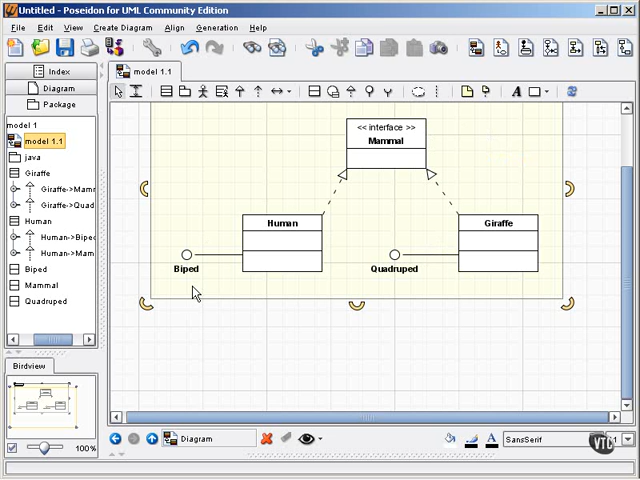 Untitled - Poseidon for UML Community Edition
File Edit View Create Diagram Align Generation Help
Index
Diagram
Package
model 1
model 1.1
java
Giraffe
Giraffe->Mamm
Giraffe->Quad
Human
Human->Biped
Human->Mam
Biped
Mammal
Quadruped
Birdview
100%
model 1.1
A
<< interface >>
Mammal
Human
Giraffe
Biped
Quadruped
Diagram
A
SansSerif
VTC